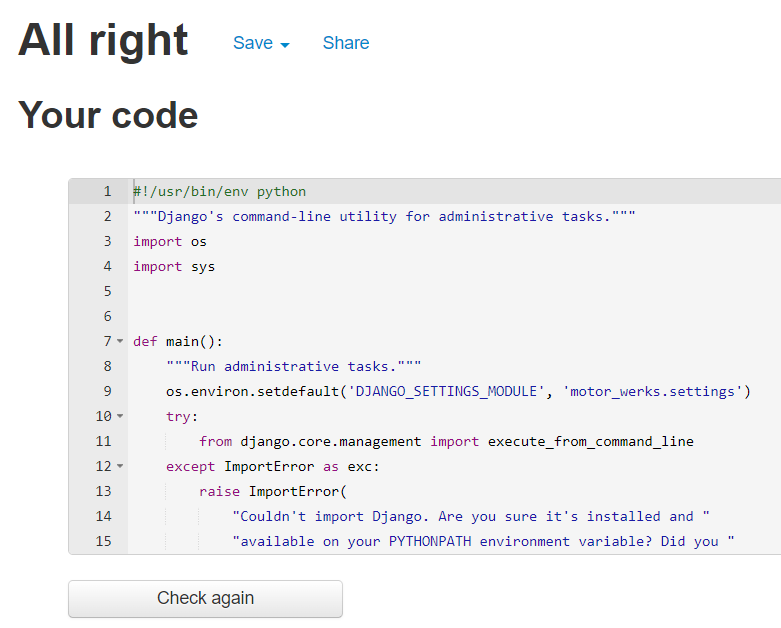 All right Save Share
Your code
1 #!/usr/bin/env python
2 """Django's command-line utility for administrative tasks."""
3 import os
4 import sys
5
6
7 def main():
8     """Run administrative tasks."""
9     os.environ.setdefault('DJANGO_SETTINGS_MODULE', 'motor_werks.settings')
10     try:
11         from django.core.management import execute_from_command_line
12     except ImportError as exc:
13         raise ImportError(
14             "Couldn't import Django. Are you sure it's installed and "
15             "available on your PYTHONPATH environment variable? Did you "
Check again